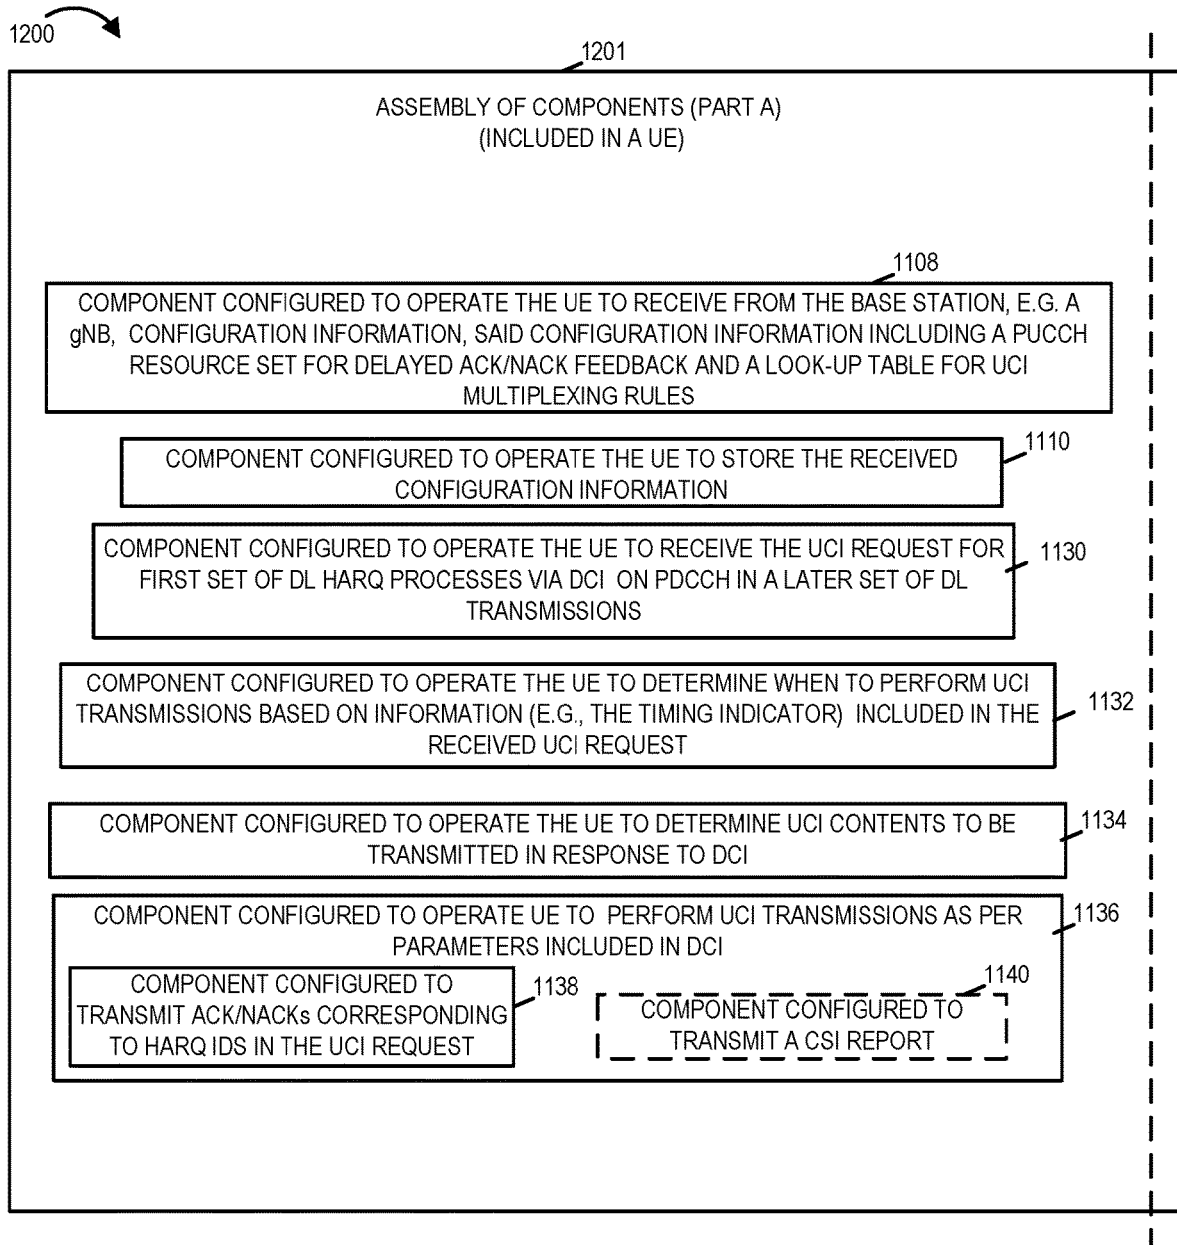 1200
1201
ASSEMBLY OF COMPONENTS (PART A)
(INCLUDED IN A UE)
1108
COMPONENT CONFIGURED TO OPERATE THE UE TO RECEIVE FROM THE BASE STATION, E.G. A
gNB, CONFIGURATION INFORMATION, SAID CONFIGURATION INFORMATION INCLUDING A PUCCH
RESOURCE SET FOR DELAYED ACK/NACK FEEDBACK AND A LOOK-UP TABLE FOR UCI
MULTIPLEXING RULES
1110
COMPONENT CONFIGURED TO OPERATE THE UE TO STORE THE RECEIVED
CONFIGURATION INFORMATION
COMPONENT CONFIGURED TO OPERATE THE UE TO RECEIVE THE UCI REQUEST FOR
FIRST SET OF DL HARQ PROCESSES VIA DCI ON PDCCH IN A LATER SET OF DL
TRANSMISSIONS
1130
COMPONENT CONFIGURED TO OPERATE THE UE TO DETERMINE WHEN TO PERFORM UCI
TRANSMISSIONS BASED ON INFORMATION (E.G., THE TIMING INDICATOR) INCLUDED IN THE
RECEIVED UCI REQUEST
1132
COMPONENT CONFIGURED TO OPERATE THE UE TO DETERMINE UCI CONTENTS TO BE
TRANSMITTED IN RESPONSE TO DCI
1134
COMPONENT CONFIGURED TO OPERATE UE TO PERFORM UCI TRANSMISSIONS AS PER
PARAMETERS INCLUDED IN DCI
1136
COMPONENT CONFIGURED TO
TRANSMIT ACK/NACKs CORRESPONDING
TO HARQ IDS IN THE UCI REQUEST
1138
1140
COMPONENT CONFIGURED TO
TRANSMIT A CSI REPORT